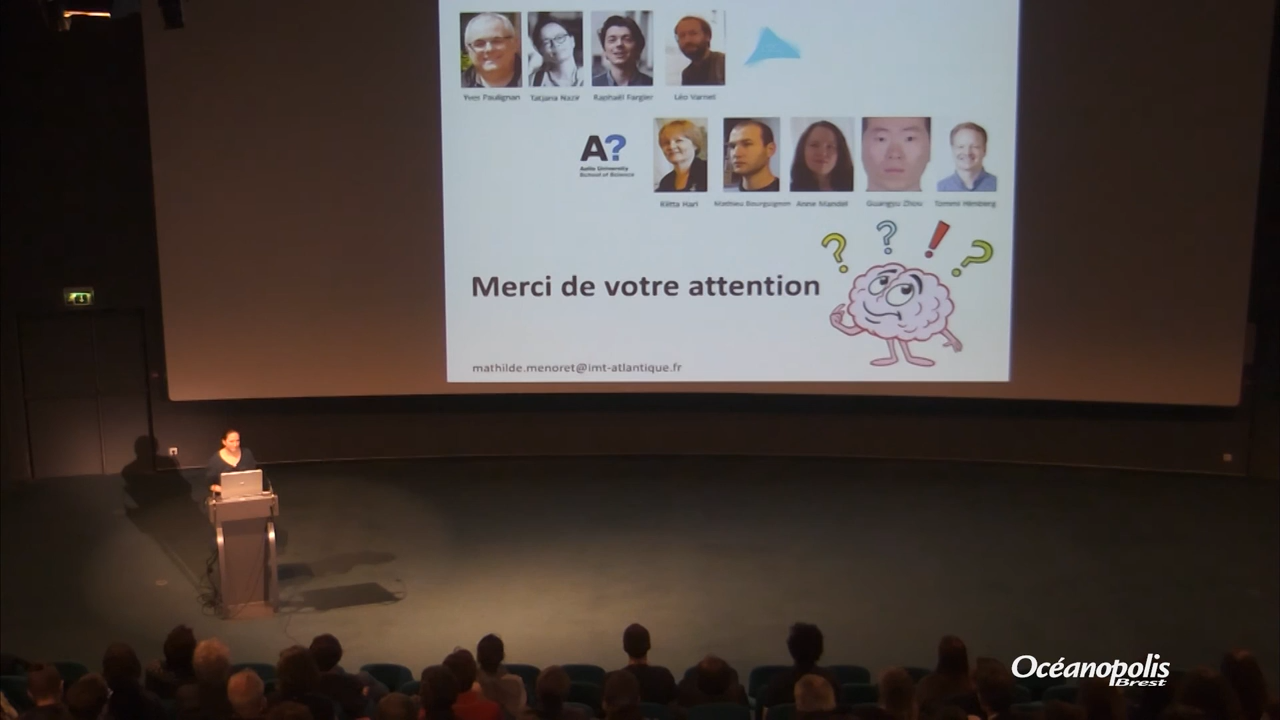 Yves Paulignan Tatjana Nazir Raphaël Fargier Léo Varnet
A?
Aalto University
School of Science
Riitta Hari Mathieu Bourguignon Anne Mandel Guangyu Zhou Tommi Himberg
? ? ! ?
Merci de votre attention
mathilde.menoret@imt-atlantique.fr
Océanopolis
Brest